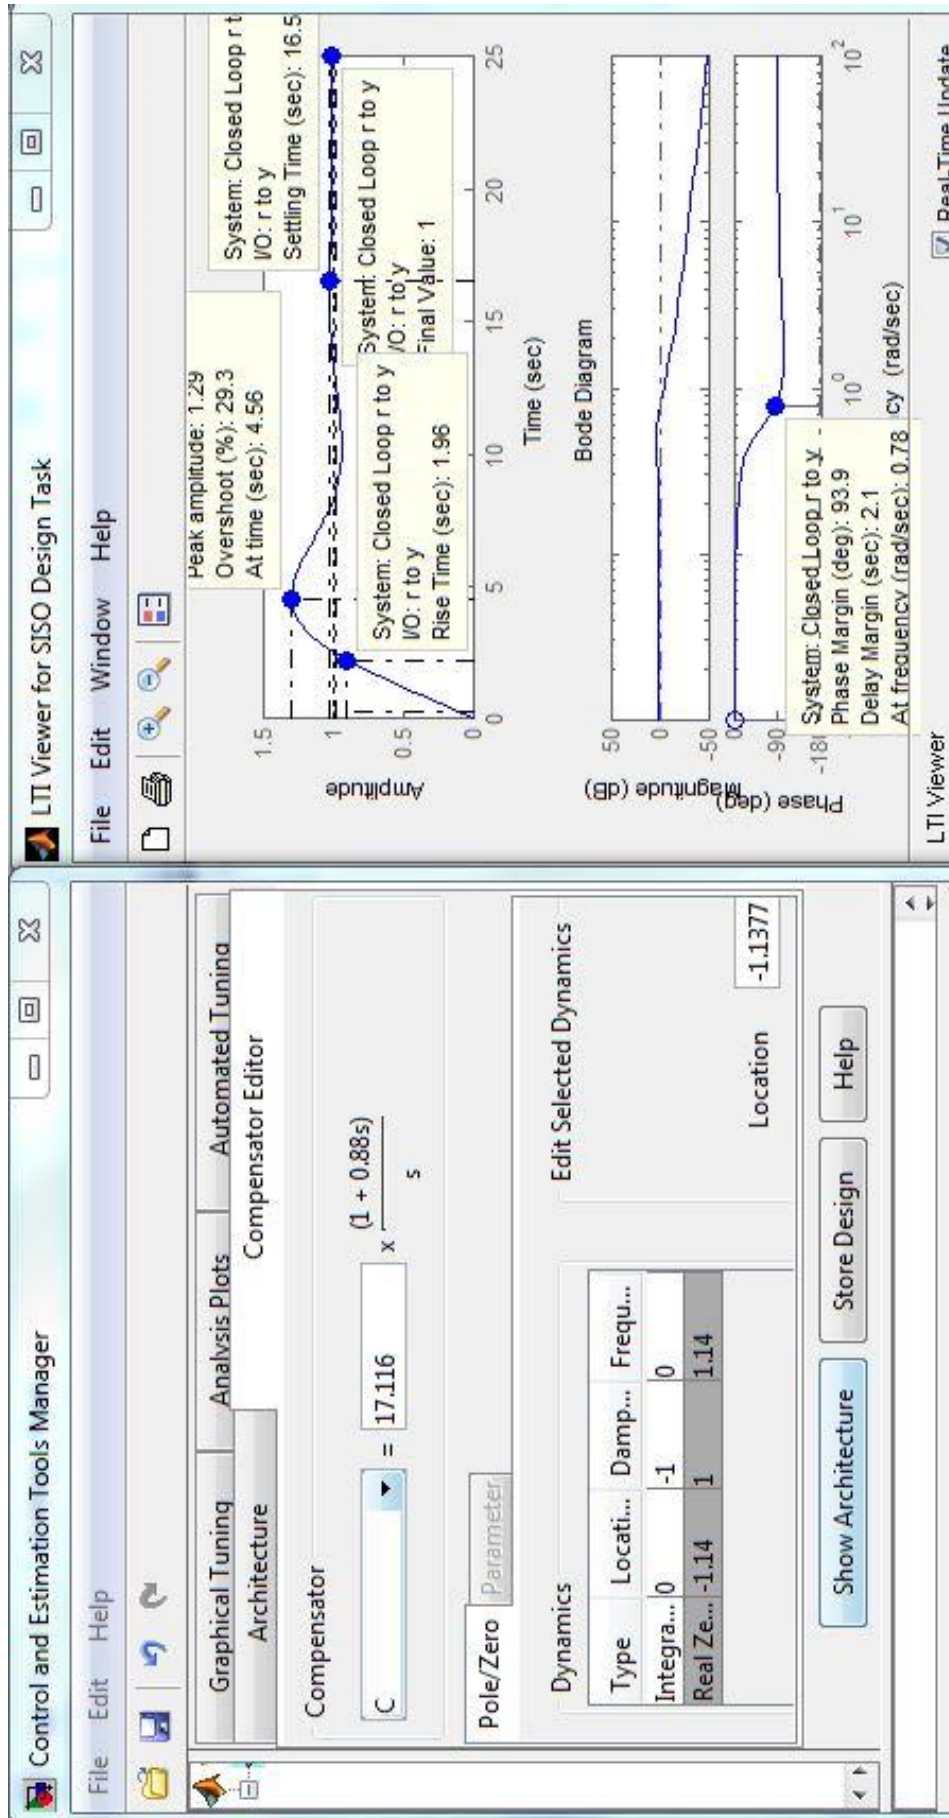 Control and Estimation Tools Manager
File Edit Help
Graphical Tuning Analysis Plots Automated Tuning
Architecture Compensator Editor
Compensator
C = 17.116 x (1 + 0.88s)
s
Pole/Zero Parameter
Dynamics
Type Locati... Damp... Frequ...
Integra... 0 -1 0
Real Ze... -1.14 1 1.14
Edit Selected Dynamics
Location -1.1377
Show Architecture Store Design Help
LTI Viewer for SISO Design Task
File Edit Window Help
Peak amplitude: 1.29
Overshoot (%): 29.3
At time (sec): 4.56
System: Closed Loop r t
I/O: r to y
Settling Time (sec): 16.5
System: Closed Loop r to y
I/O: r to y
Final Value: 1
System: Closed Loop r to y
I/O: r to y
Rise Time (sec): 1.96
1.5
1
0.5
0
Amplitude
0 5 10 15 20 25
Time (sec)
Bode Diagram
50
0
-50
Magnitude (dB)
0
-90
-180
Phase (deg)
System: Closed Loop r to y
Phase Margin (deg): 93.9
Delay Margin (sec): 2.1
At frequency (rad/sec): 0.78
10^0 10^1 10^2
cy (rad/sec)
LTI Viewer
Real-Time Update